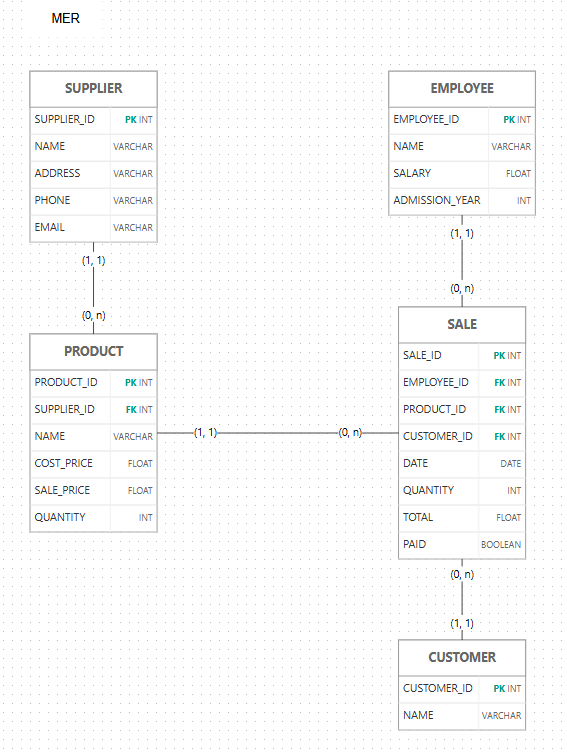 MER
SUPPLIER
SUPPLIER_ID PK INT
NAME VARCHAR
ADDRESS VARCHAR
PHONE VARCHAR
EMAIL VARCHAR
(1, 1)
(0, n)
PRODUCT
PRODUCT_ID PK INT
SUPPLIER_ID FK INT
NAME VARCHAR
COST_PRICE FLOAT
SALE_PRICE FLOAT
QUANTITY INT
(1, 1) (0, n)
EMPLOYEE
EMPLOYEE_ID PK INT
NAME VARCHAR
SALARY FLOAT
ADMISSION_YEAR INT
(1, 1)
(0, n)
SALE
SALE_ID PK INT
EMPLOYEE_ID FK INT
PRODUCT_ID FK INT
CUSTOMER_ID FK INT
DATE DATE
QUANTITY INT
TOTAL FLOAT
PAID BOOLEAN
(0, n)
(1, 1)
CUSTOMER
CUSTOMER_ID PK INT
NAME VARCHAR